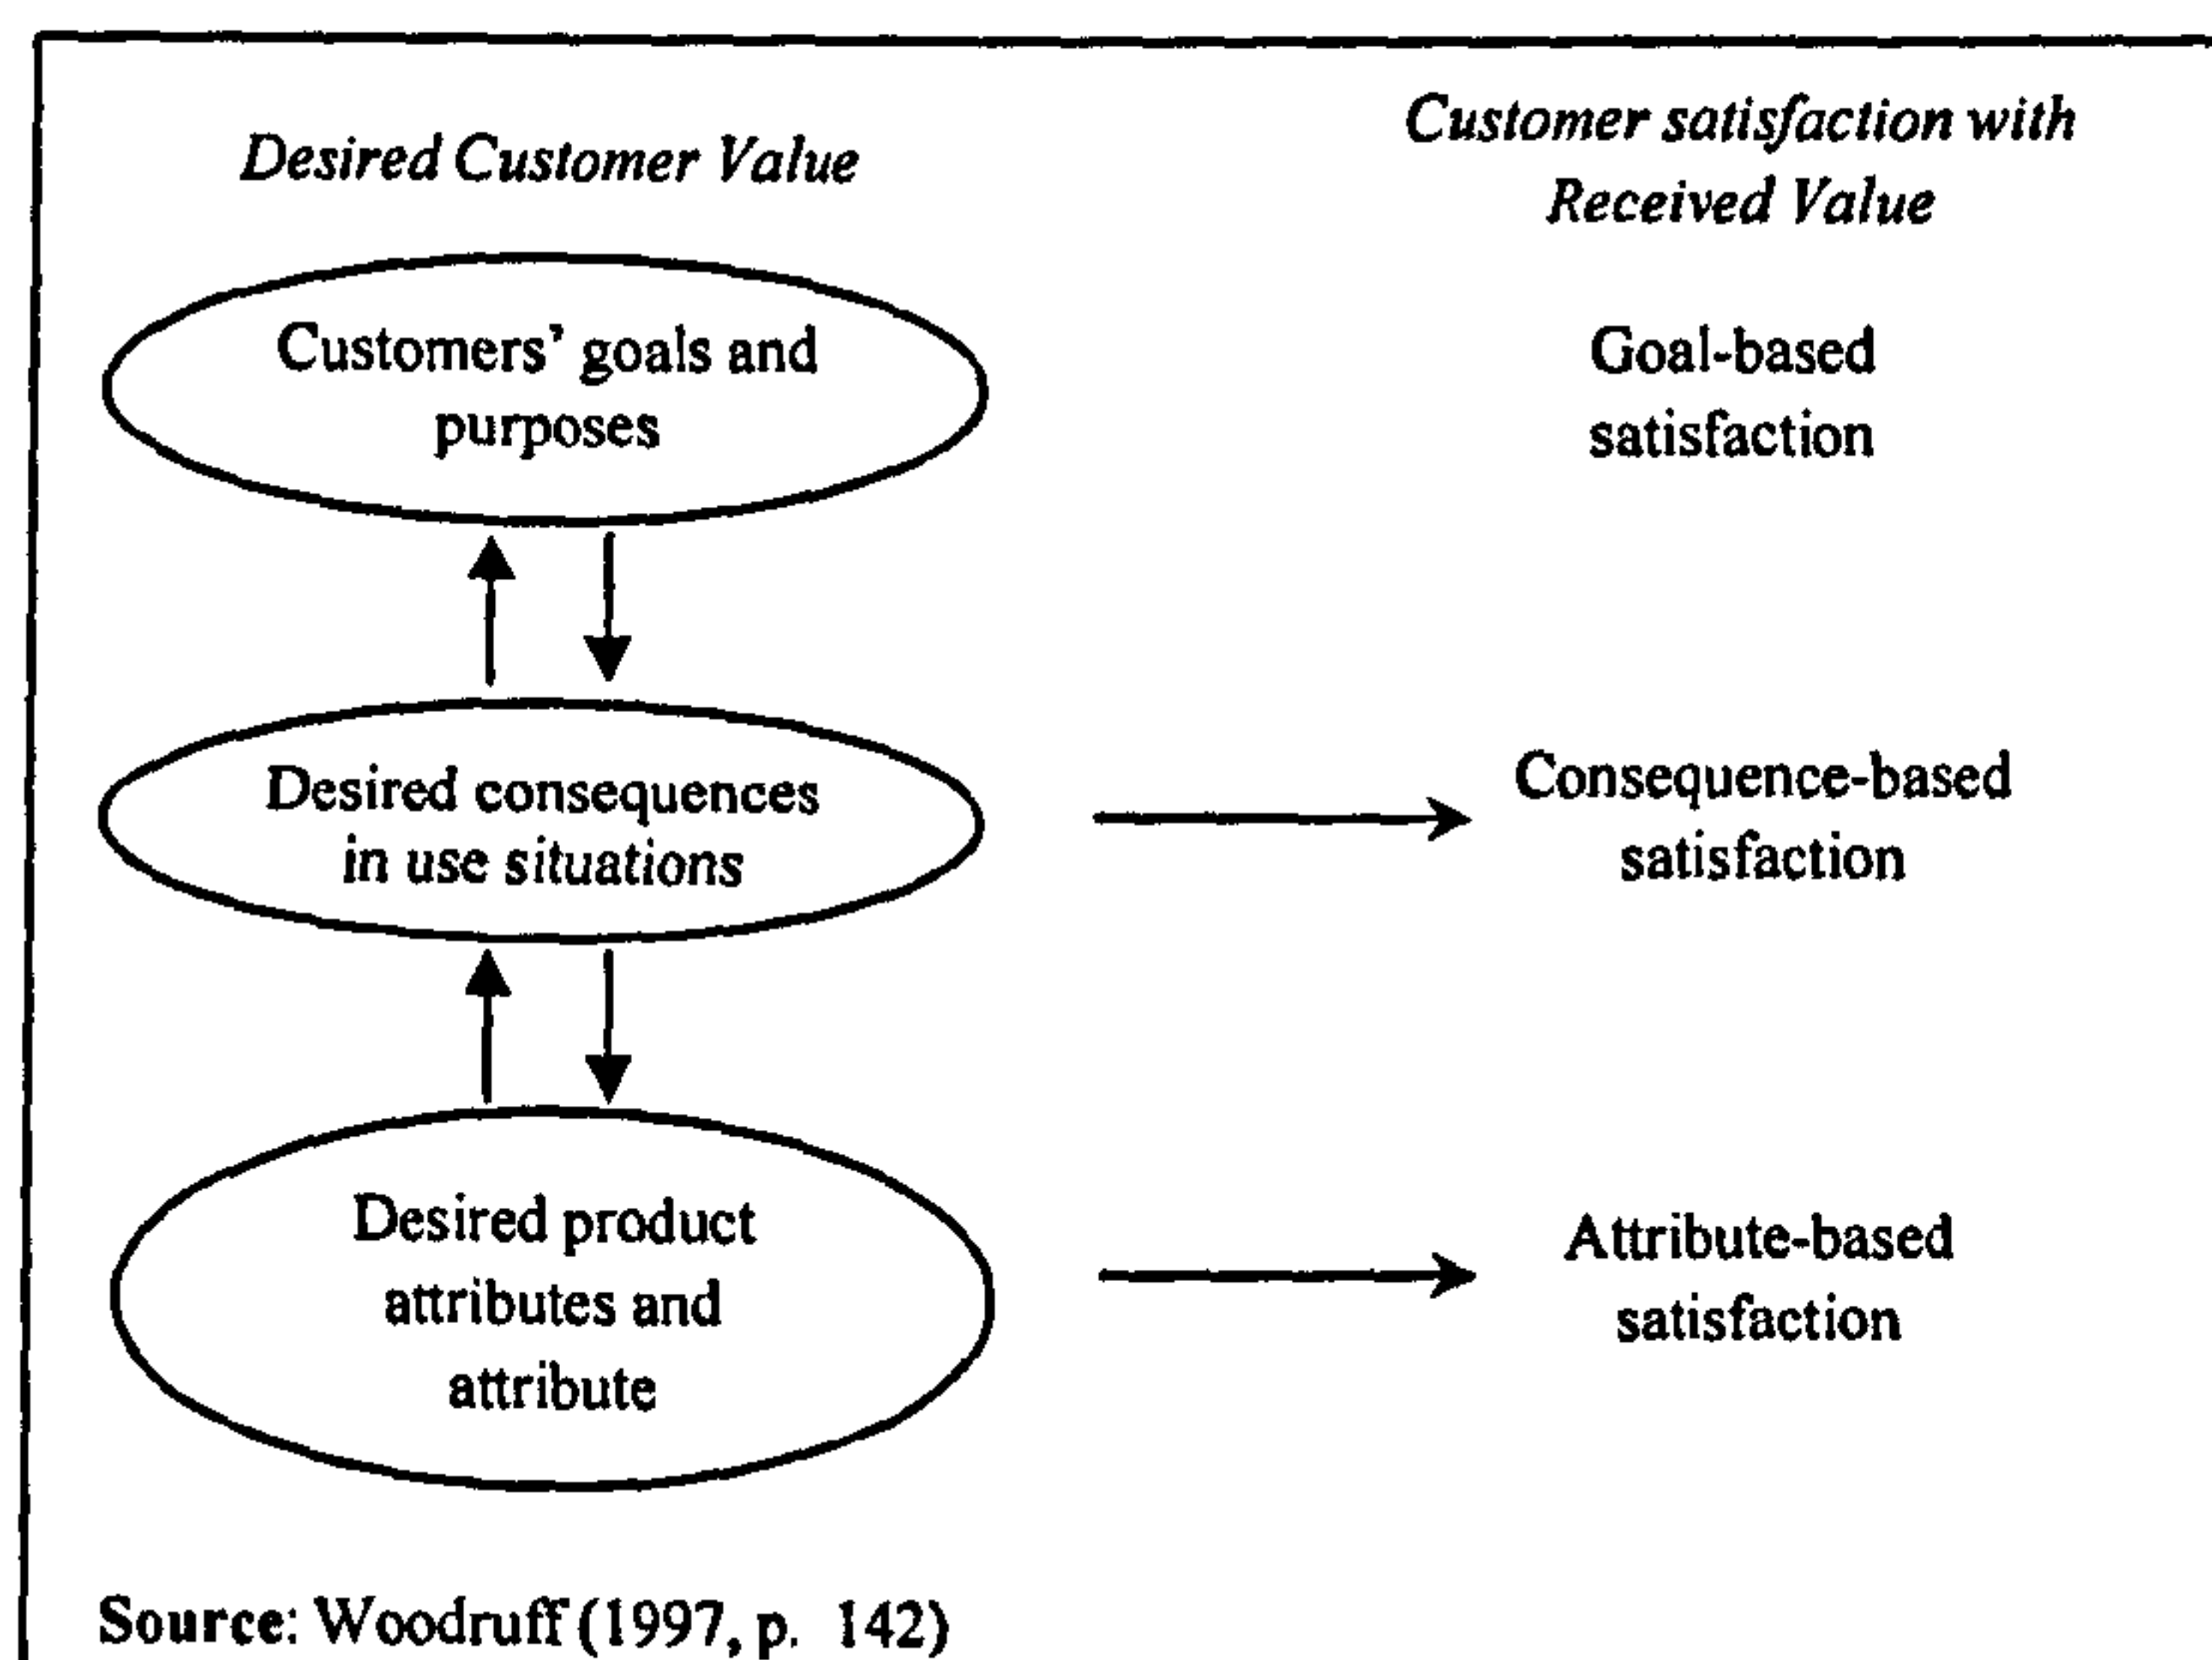 Desired Customer Value
Customer satisfaction with
Received Value
Customers' goals and
purposes
Goal-based
satisfaction
Desired consequences
in use situations
Consequence-based
satisfaction
Desired product
attributes and
attribute
Attribute-based
satisfaction
Source: Woodruff (1997, p. 142)